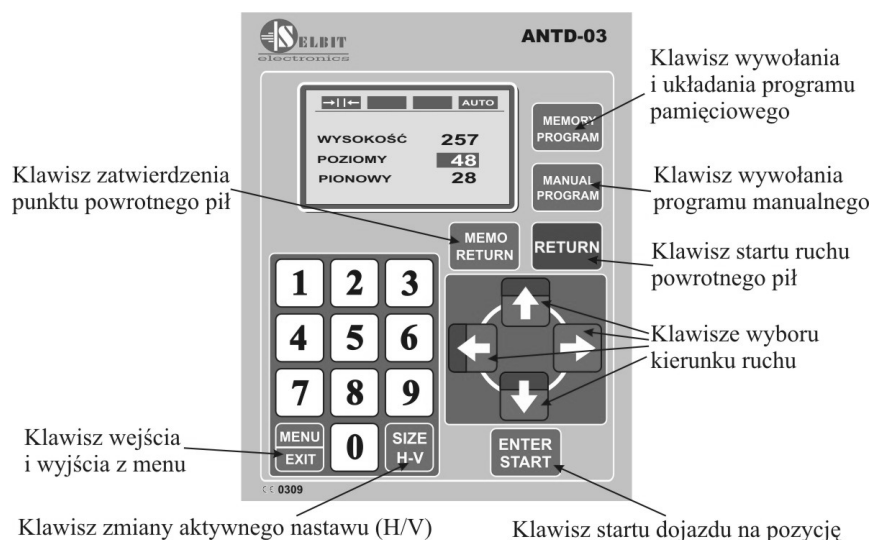 SELBIT
electronics
ANTD-03
Klawisz wywołania
i układania programu
pamięciowego
AUTO
WYSOKOŚĆ 257
POZIOMY 48
PIONOWY 28
MEMORY
PROGRAM
Klawisz zatwierdzenia
punktu powrotnego pił
MANUAL
PROGRAM
Klawisz wywołania
programu manualnego
MEMO
RETURN
RETURN
Klawisz startu ruchu
powrotnego pił
1 2 3
4 5 6
Klawisze wyboru
kierunku ruchu
7 8 9
Klawisz wejścia
i wyjścia z menu
MENU
EXIT
0
SIZE
H-V
ENTER
START
CE 0309
Klawisz zmiany aktywnego nastawu (H/V)
Klawisz startu dojazdu na pozycję